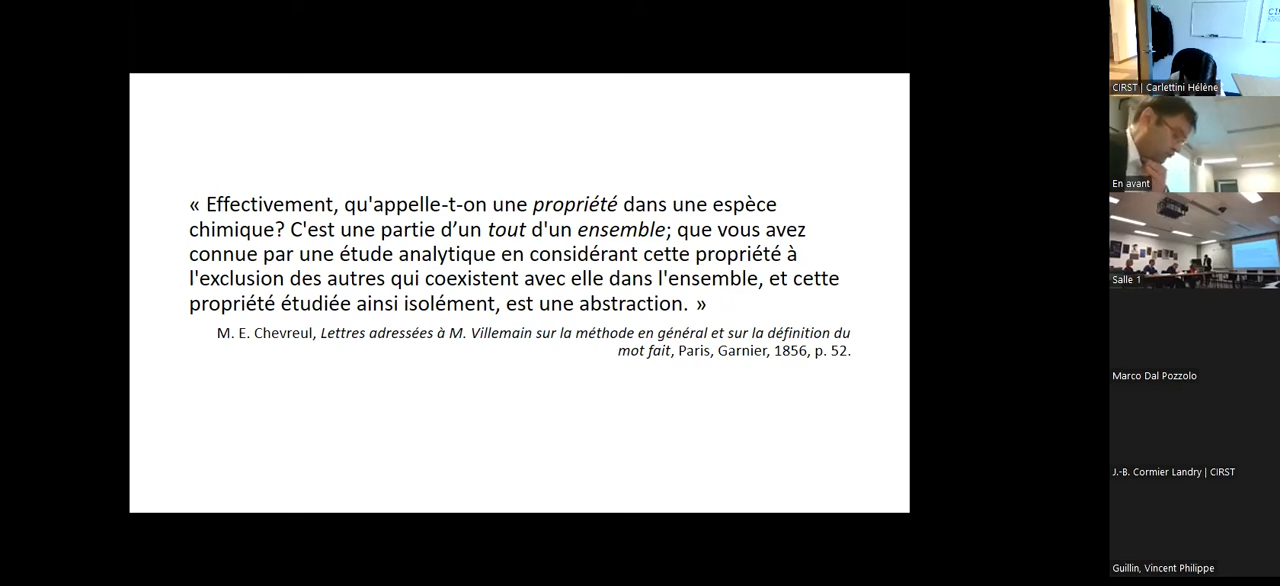 « Effectivement, qu'appelle-t-on une propriété dans une espèce
chimique? C'est une partie d’un tout d'un ensemble; que vous avez
connue par une étude analytique en considérant cette propriété à
l'exclusion des autres qui coexistent avec elle dans l'ensemble, et cette
propriété étudiée ainsi isolément, est une abstraction. »
M. E. Chevreul, Lettres adressées à M. Villemain sur la méthode en général et sur la définition du
mot fait, Paris, Garnier, 1856, p. 52.
CIRST | Carlettini Hélène
En avant
Salle 1
Marco Dal Pozzolo
J.-B. Cormier Landry | CIRST
Guillin, Vincent Philippe